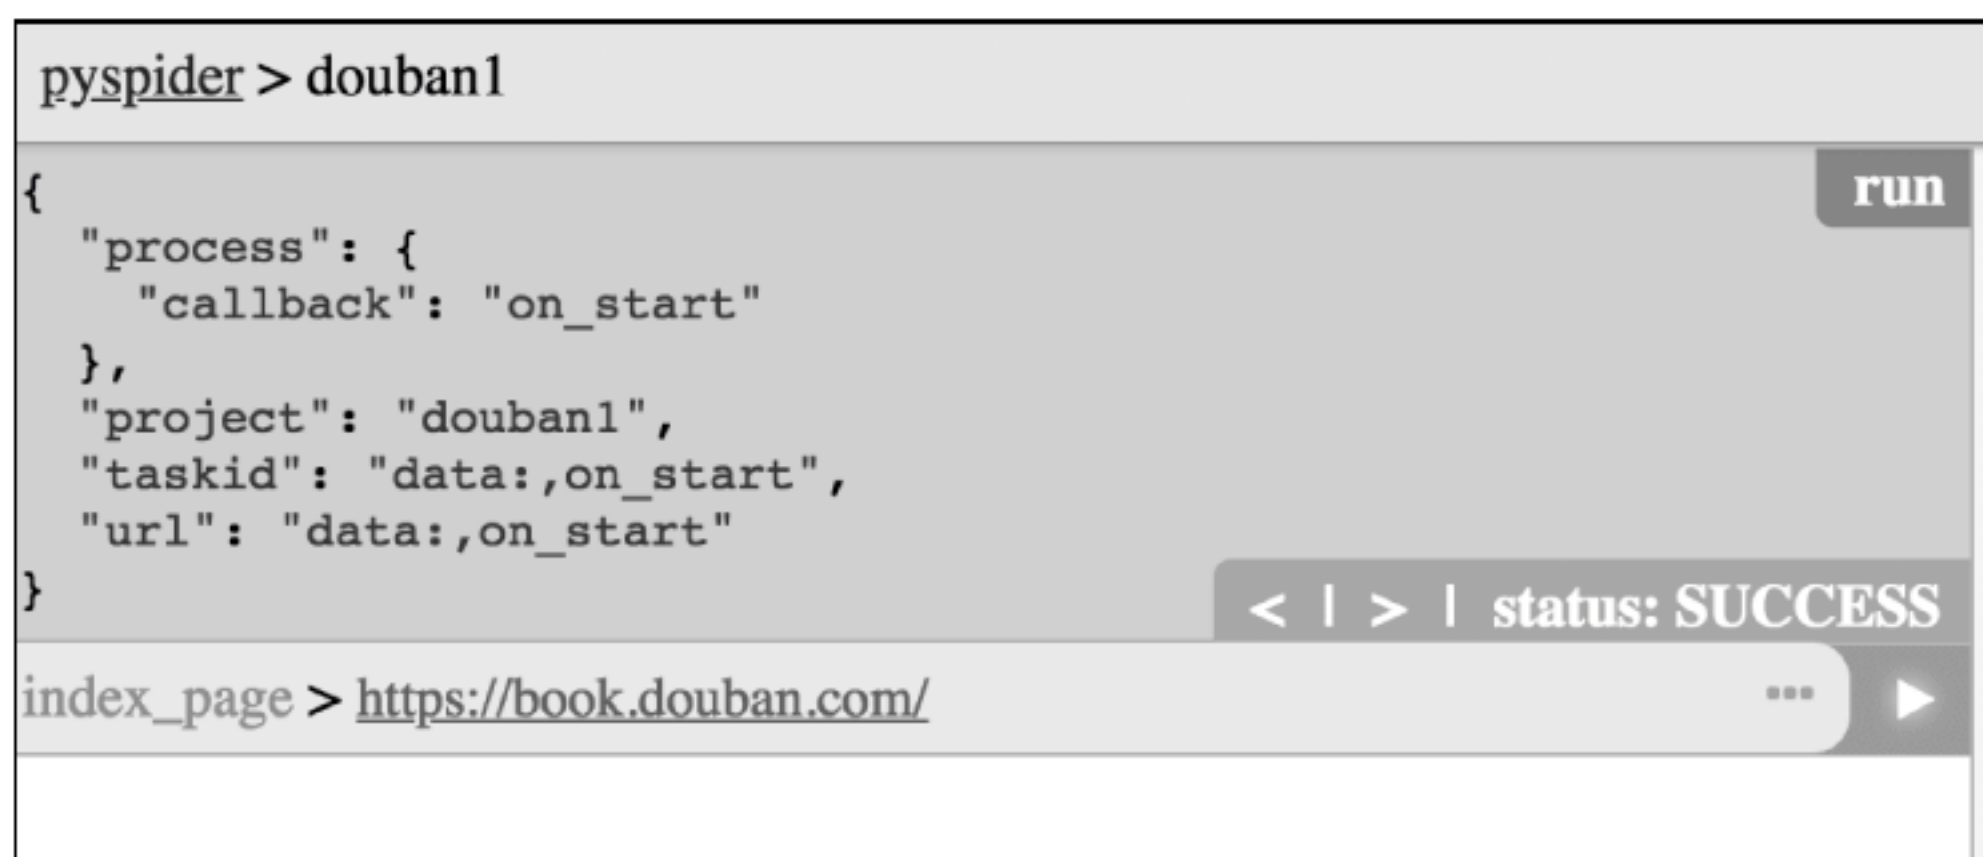 pyspider > douban1
run
{
  "process": {
    "callback": "on_start"
  },
  "project": "douban1",
  "taskid": "data:,on_start",
  "url": "data:,on_start"
}
< | > | status: SUCCESS
index_page > https://book.douban.com/